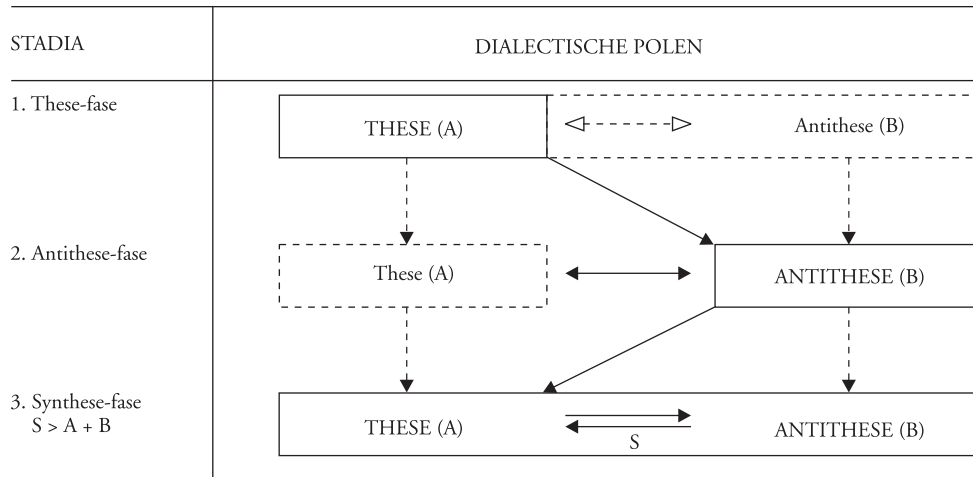 STADIA
DIALECTISCHE POLEN
1. These-fase
THESE (A)
Antithese (B)
2. Antithese-fase
These (A)
ANTITHESE (B)
3. Synthese-fase
S > A + B
THESE (A)
S
ANTITHESE (B)